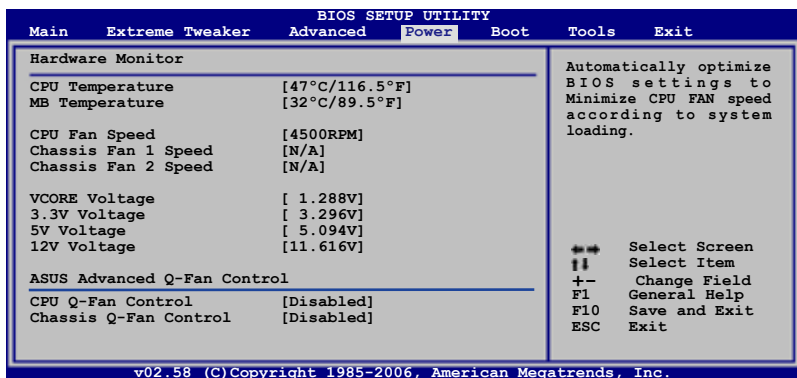 BIOS SETUP UTILITY
Main Extreme Tweaker Advanced Power Boot Tools Exit
Hardware Monitor
CPU Temperature [47°C/116.5°F]
MB Temperature [32°C/89.5°F]
CPU Fan Speed [4500RPM]
Chassis Fan 1 Speed [N/A]
Chassis Fan 2 Speed [N/A]
VCORE Voltage [ 1.288V]
3.3V Voltage [ 3.296V]
5V Voltage [ 5.094V]
12V Voltage [11.616V]
ASUS Advanced Q-Fan Control
CPU Q-Fan Control [Disabled]
Chassis Q-Fan Control [Disabled]
Automatically optimize
BIOS settings to
Minimize CPU FAN speed
according to system
loading.
←→ Select Screen
↑↓ Select Item
+- Change Field
F1 General Help
F10 Save and Exit
ESC Exit
v02.58 (C)Copyright 1985-2006, American Megatrends, Inc.